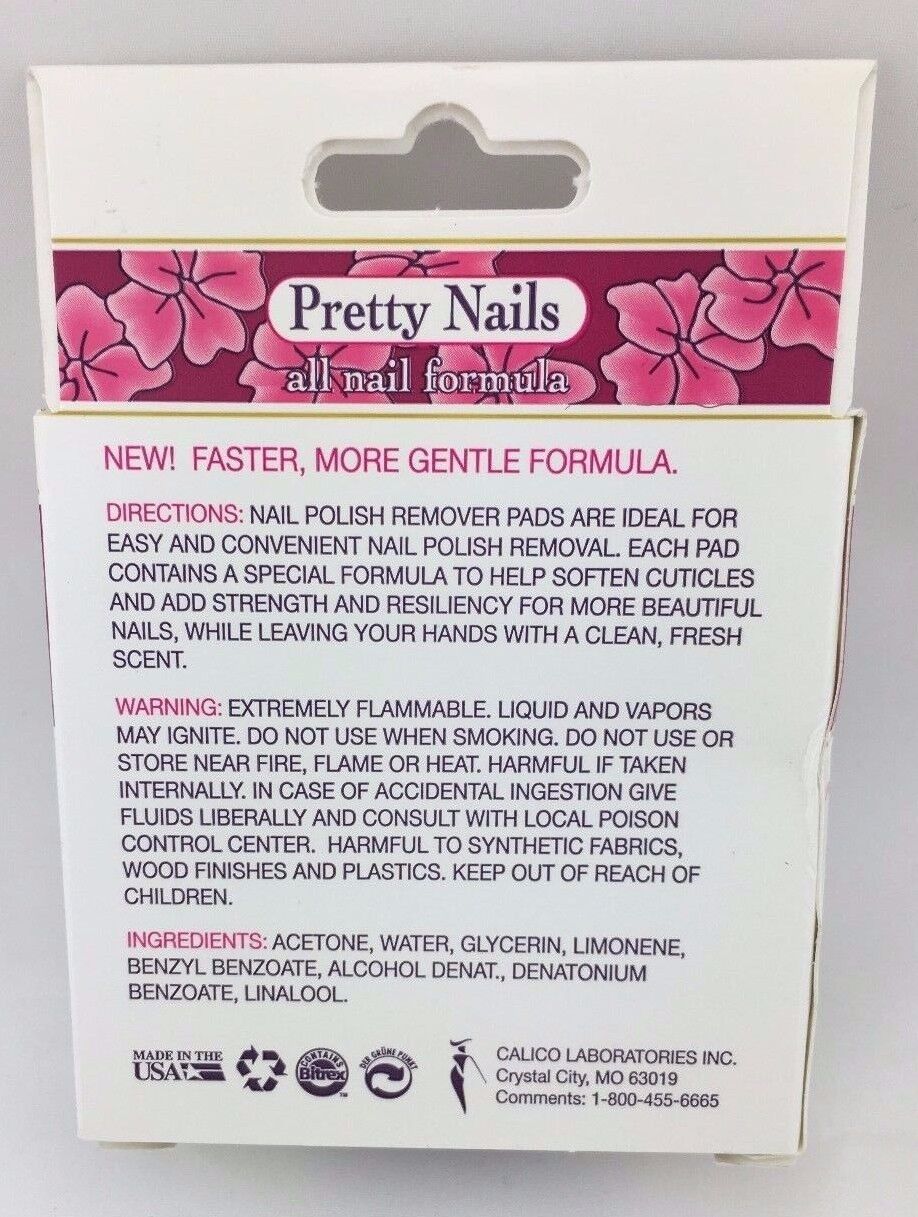 Pretty Nails
all nail formula
NEW! FASTER, MORE GENTLE FORMULA.
DIRECTIONS: NAIL POLISH REMOVER PADS ARE IDEAL FOR
EASY AND CONVENIENT NAIL POLISH REMOVAL. EACH PAD
CONTAINS A SPECIAL FORMULA TO HELP SOFTEN CUTICLES
AND ADD STRENGTH AND RESILIENCY FOR MORE BEAUTIFUL
NAILS, WHILE LEAVING YOUR HANDS WITH A CLEAN, FRESH
SCENT.
WARNING: EXTREMELY FLAMMABLE. LIQUID AND VAPORS
MAY IGNITE. DO NOT USE WHEN SMOKING. DO NOT USE OR
STORE NEAR FIRE, FLAME OR HEAT. HARMFUL IF TAKEN
INTERNALLY. IN CASE OF ACCIDENTAL INGESTION GIVE
FLUIDS LIBERALLY AND CONSULT WITH LOCAL POISON
CONTROL CENTER. HARMFUL TO SYNTHETIC FABRICS,
WOOD FINISHES AND PLASTICS. KEEP OUT OF REACH OF
CHILDREN.
INGREDIENTS: ACETONE, WATER, GLYCERIN, LIMONENE,
BENZYL BENZOATE, ALCOHOL DENAT., DENATONIUM
BENZOATE, LINALOOL.
MADE IN THE
USA
CONTAINS
Bitrex™
DER GRÜNE PUNKT
CALICO LABORATORIES INC.
Crystal City, MO 63019
Comments: 1-800-455-6665